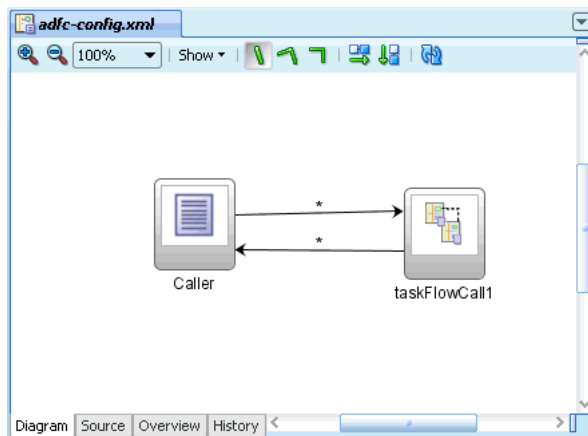 adfc-config.xml
100% Show
*
*
Caller
taskFlowCall1
Diagram Source Overview History